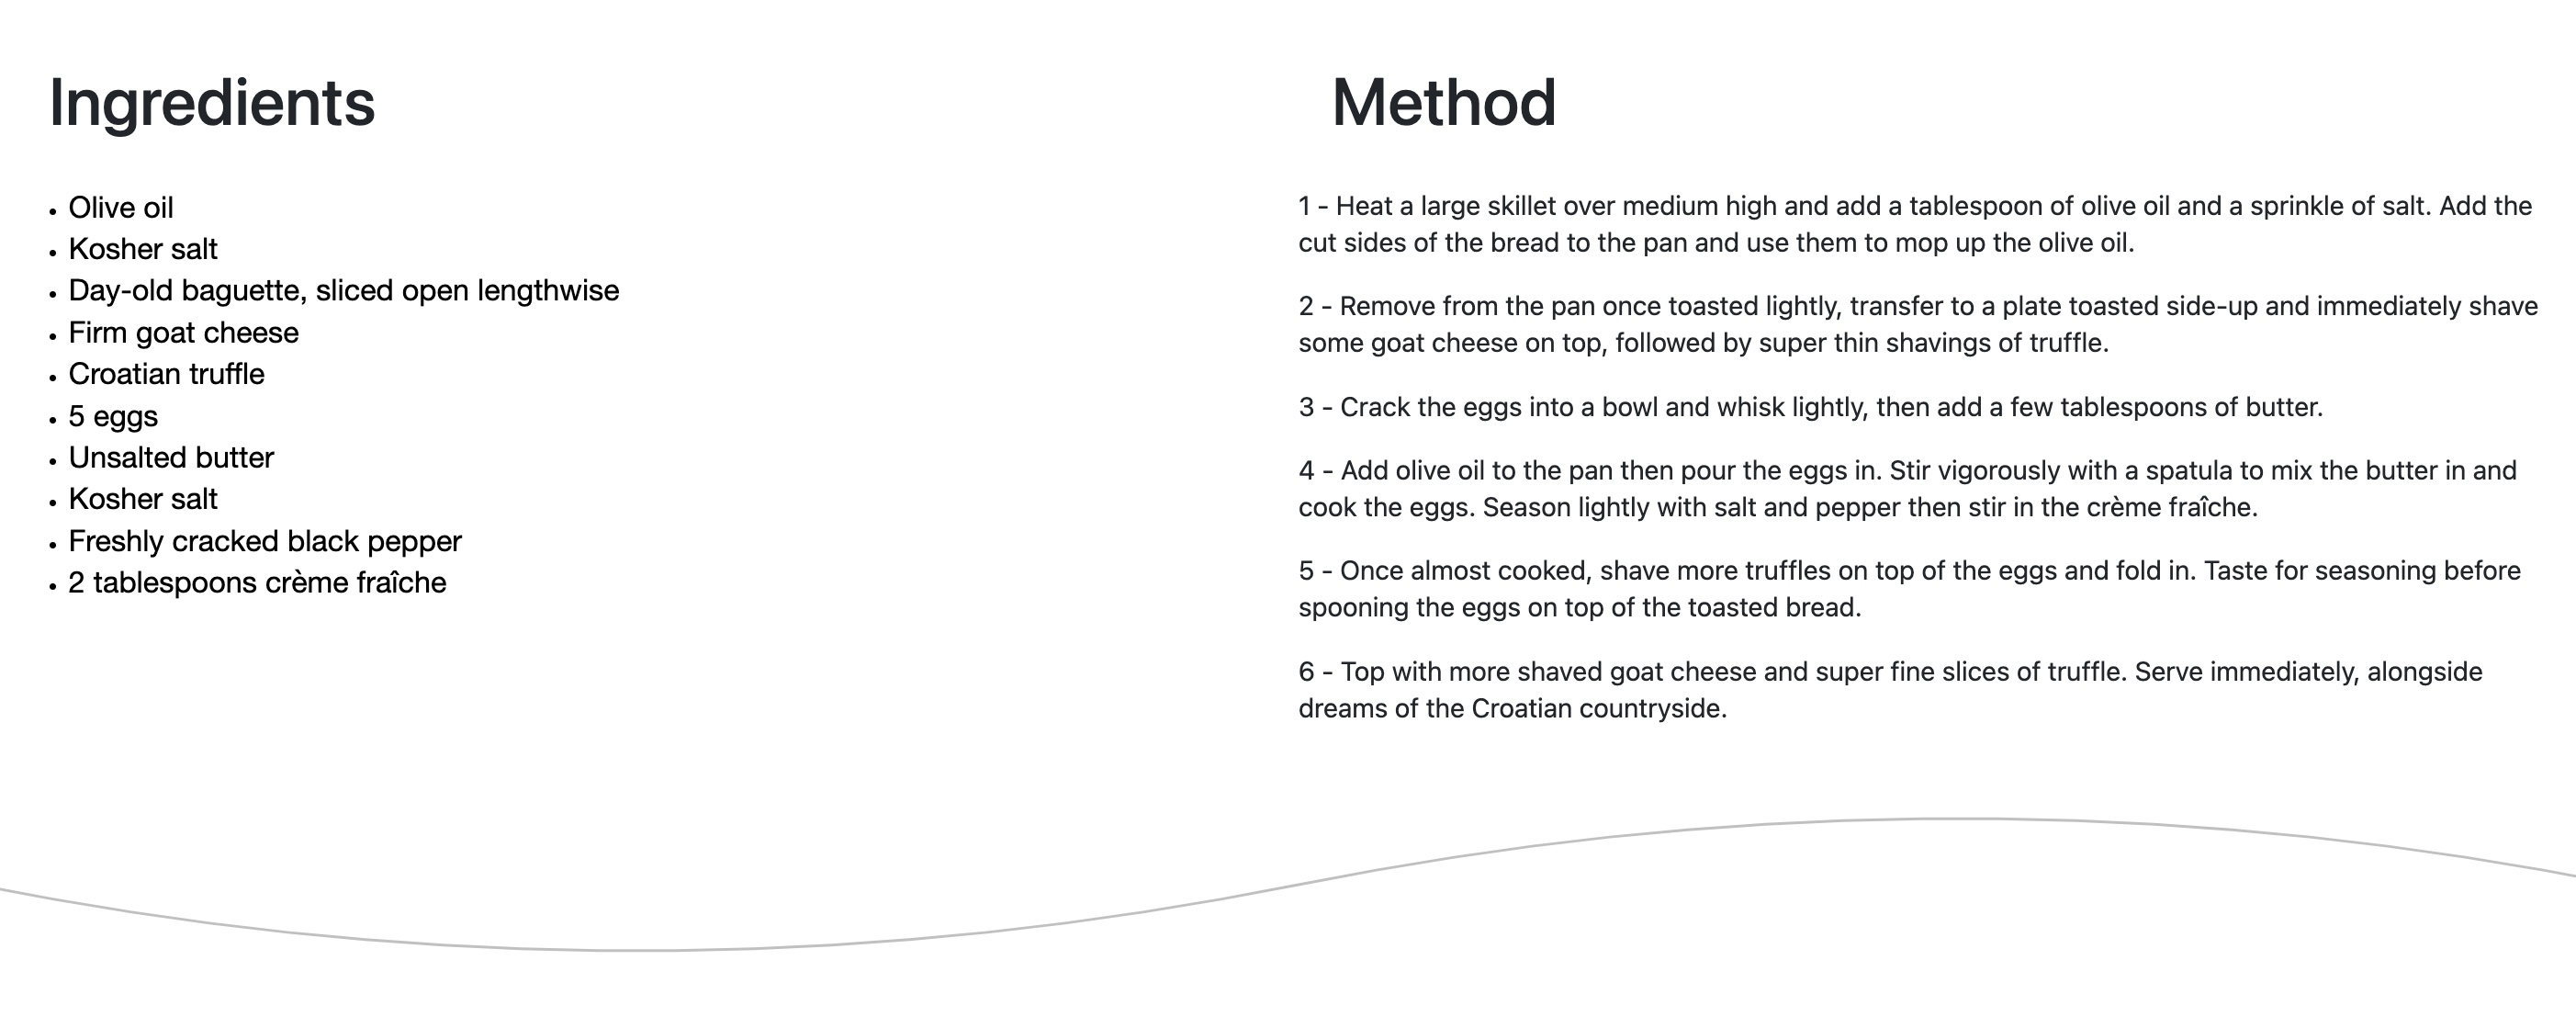 Ingredients
• Olive oil
• Kosher salt
• Day-old baguette, sliced open lengthwise
• Firm goat cheese
• Croatian truffle
• 5 eggs
• Unsalted butter
• Kosher salt
• Freshly cracked black pepper
• 2 tablespoons crème fraîche
Method
1 - Heat a large skillet over medium high and add a tablespoon of olive oil and a sprinkle of salt. Add the
cut sides of the bread to the pan and use them to mop up the olive oil.
2 - Remove from the pan once toasted lightly, transfer to a plate toasted side-up and immediately shave
some goat cheese on top, followed by super thin shavings of truffle.
3 - Crack the eggs into a bowl and whisk lightly, then add a few tablespoons of butter.
4 - Add olive oil to the pan then pour the eggs in. Stir vigorously with a spatula to mix the butter in and
cook the eggs. Season lightly with salt and pepper then stir in the crème fraîche.
5 - Once almost cooked, shave more truffles on top of the eggs and fold in. Taste for seasoning before
spooning the eggs on top of the toasted bread.
6 - Top with more shaved goat cheese and super fine slices of truffle. Serve immediately, alongside
dreams of the Croatian countryside.